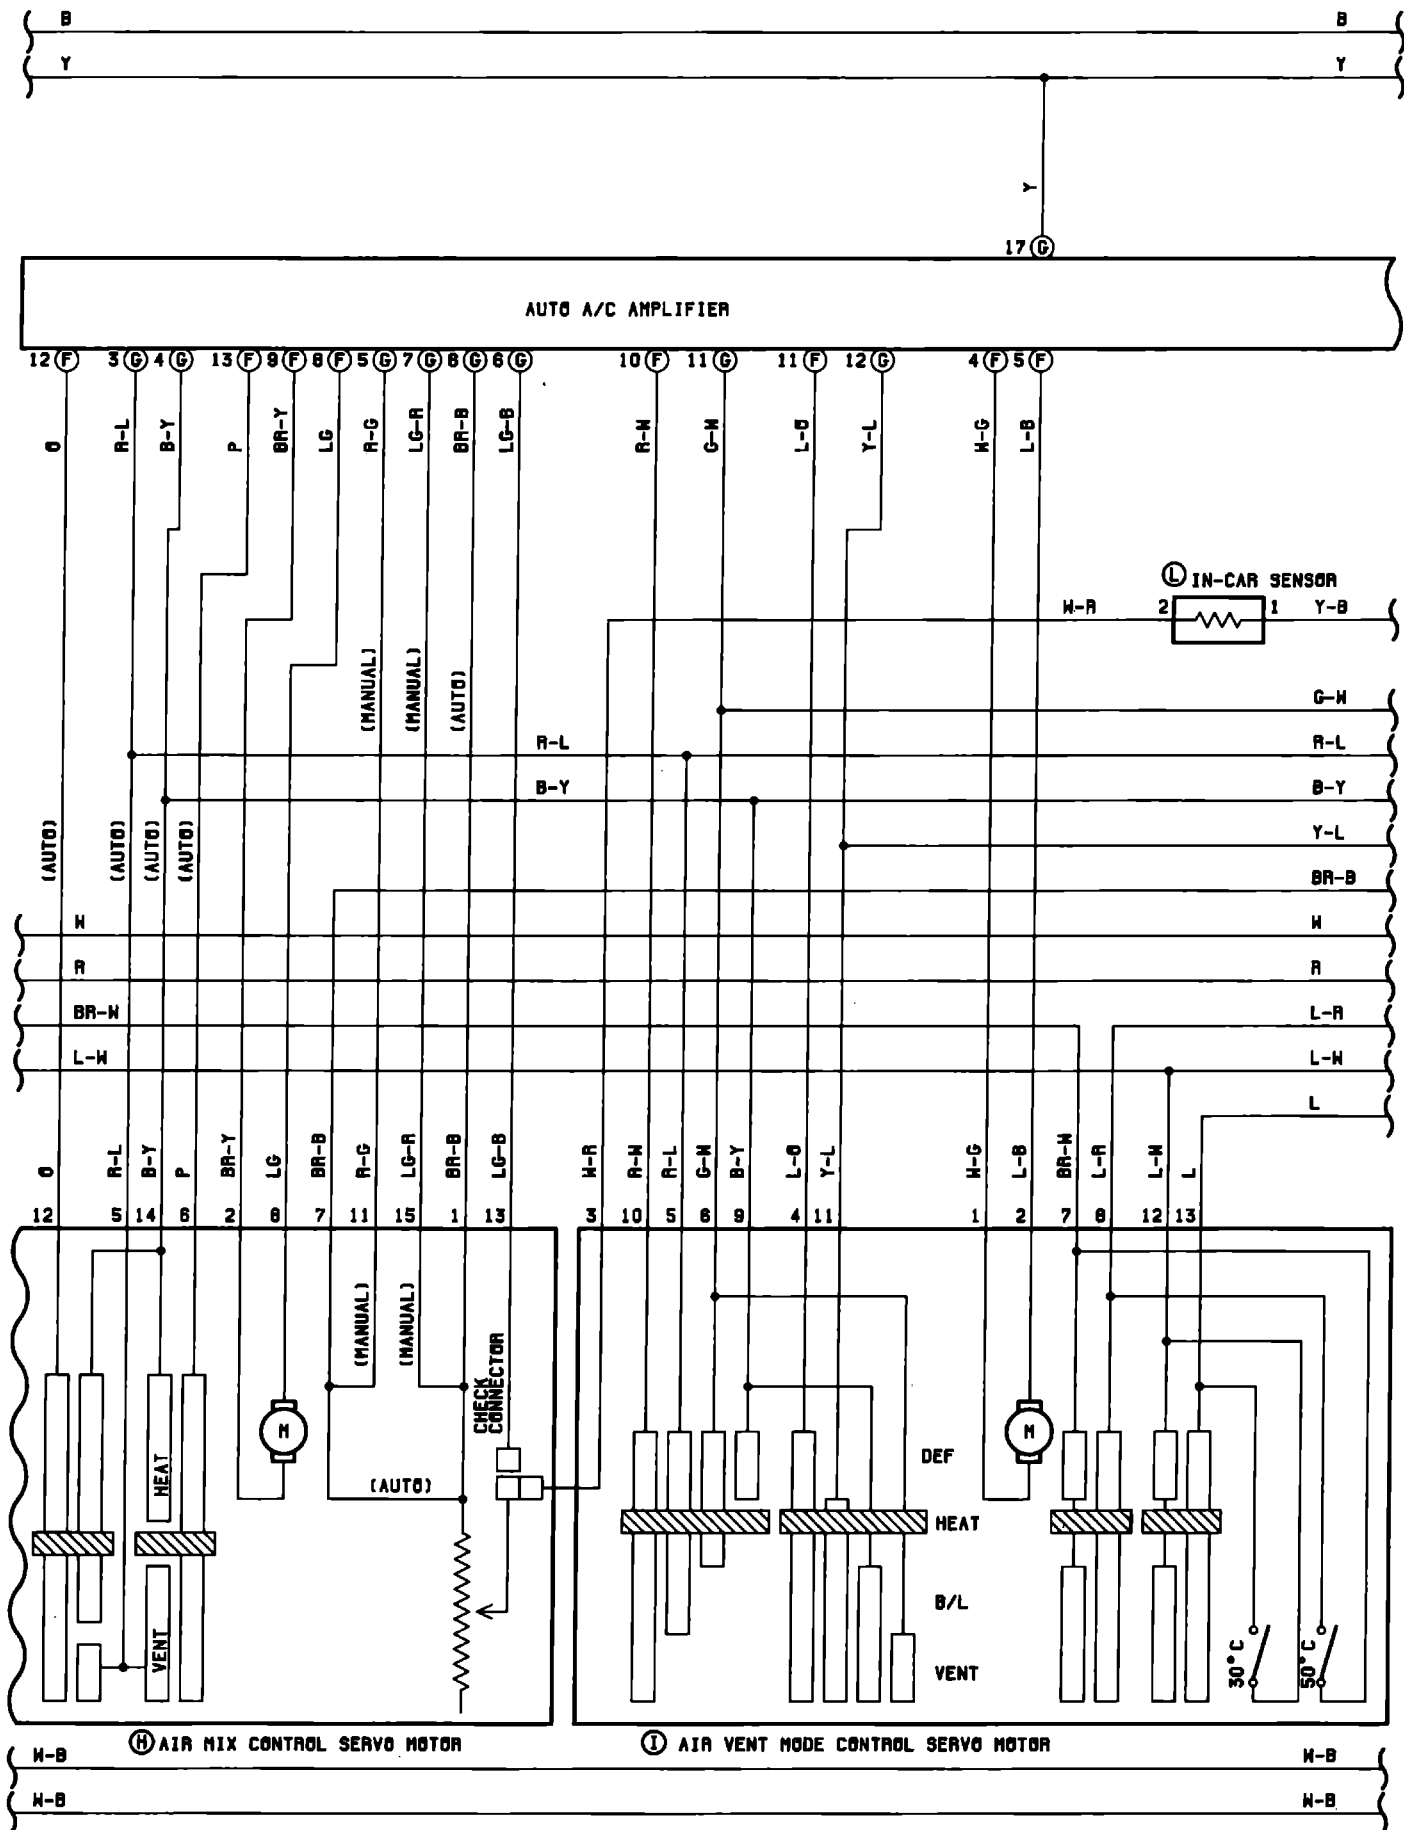 B B
Y Y
Y
17 G
AUTO A/C AMPLIFIER
12 F 3 G 4 G 13 F 9 F 8 F 5 G 7 G 8 G 6 G 10 F 11 G 11 F 12 G 4 F 5 F
O R-L B-Y P BR-Y LG R-G LG-R BR-B LG-B R-W G-W L-O Y-L W-G L-B
L IN-CAR SENSOR
W-R 2 1 Y-B
(MANUAL) (MANUAL) (AUTO)
G-W
R-L R-L
B-Y B-Y
(AUTO) (AUTO) (AUTO) (AUTO)
Y-L
BR-B
W W
R R
BR-W L-R
L-W L-W
L
O R-L B-Y P BR-Y LG BR-B R-G LG-R BR-B LG-B W-R R-W R-L G-W B-Y L-O Y-L W-G L-B BR-W L-R L-W L
12 5 14 6 2 8 7 11 15 1 13 3 10 5 6 9 4 11 1 2 7 8 12 13
(MANUAL) (MANUAL)
CHECK
CONNECTOR
M M
DEF
HEAT
(AUTO)
HEAT
B/L
VENT
VENT
30°C 50°C
H AIR MIX CONTROL SERVO MOTOR
I AIR VENT MODE CONTROL SERVO MOTOR
W-B W-B
W-B W-B